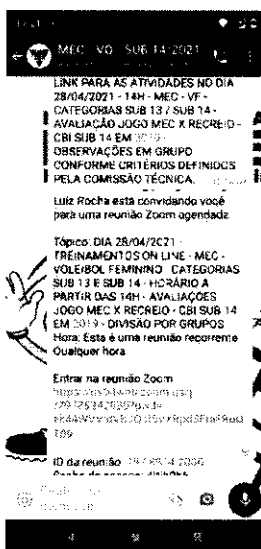 MEC VO SUB 14/2021
LINK PARA AS ATIVIDADES NO DIA
28/04/2021 - 14H - MEC - VF -
CATEGORIAS SUB 13 / SUB 14 -
AVALIAÇÃO JOGO MEC X RECREIO -
CBI SUB 14 EM 2019 -
OBSERVAÇÕES EM GRUPO
CONFORME CRITÉRIOS DEFINIDOS
PELA COMISSÃO TÉCNICA.
Luiz Rocha está convidando você
para uma reunião Zoom agendada.
Tópico: DIA 28/04/2021 -
TREINAMENTOS ON LINE - MEC -
VOLEIBOL FEMININO - CATEGORIAS
SUB 13 E SUB 14 - HORÁRIO A
PARTIR DAS 14H - AVALIAÇÕES
JOGO MEC X RECREIO - CBI SUB 14
EM 2019 - DIVISÃO POR GRUPOS
Hora: Esta é uma reunião recorrente
Qualquer hora
Entrar na reunião Zoom
ID da reunião: